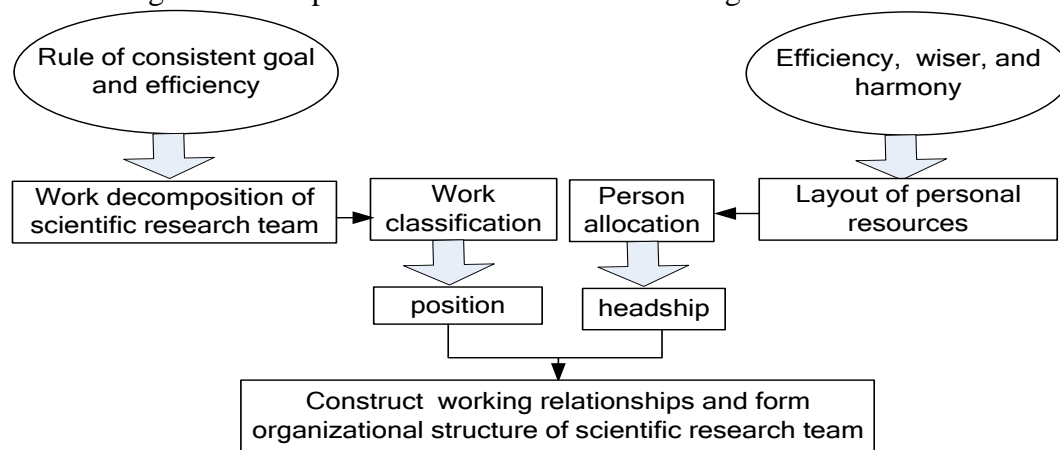 Rule of consistent goal
and efficiency
Efficiency, wiser, and
harmony
Work decomposition of
scientific research team
Work
classification
Person
allocation
Layout of personal
resources
position
headship
Construct working relationships and form
organizational structure of scientific research team